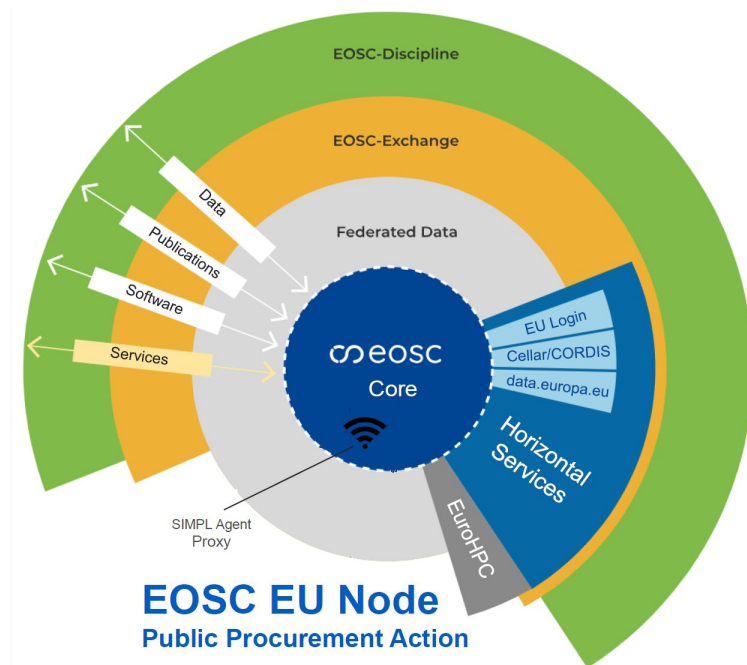 EOSC-Discipline
EOSC-Exchange
Federated Data
Data
Publications
Software
Services
eosc
Core
EU Login
Cellar/CORDIS
data.europa.eu
Horizontal
Services
EuroHPC
SIMPL Agent
Proxy
EOSC EU Node
Public Procurement Action